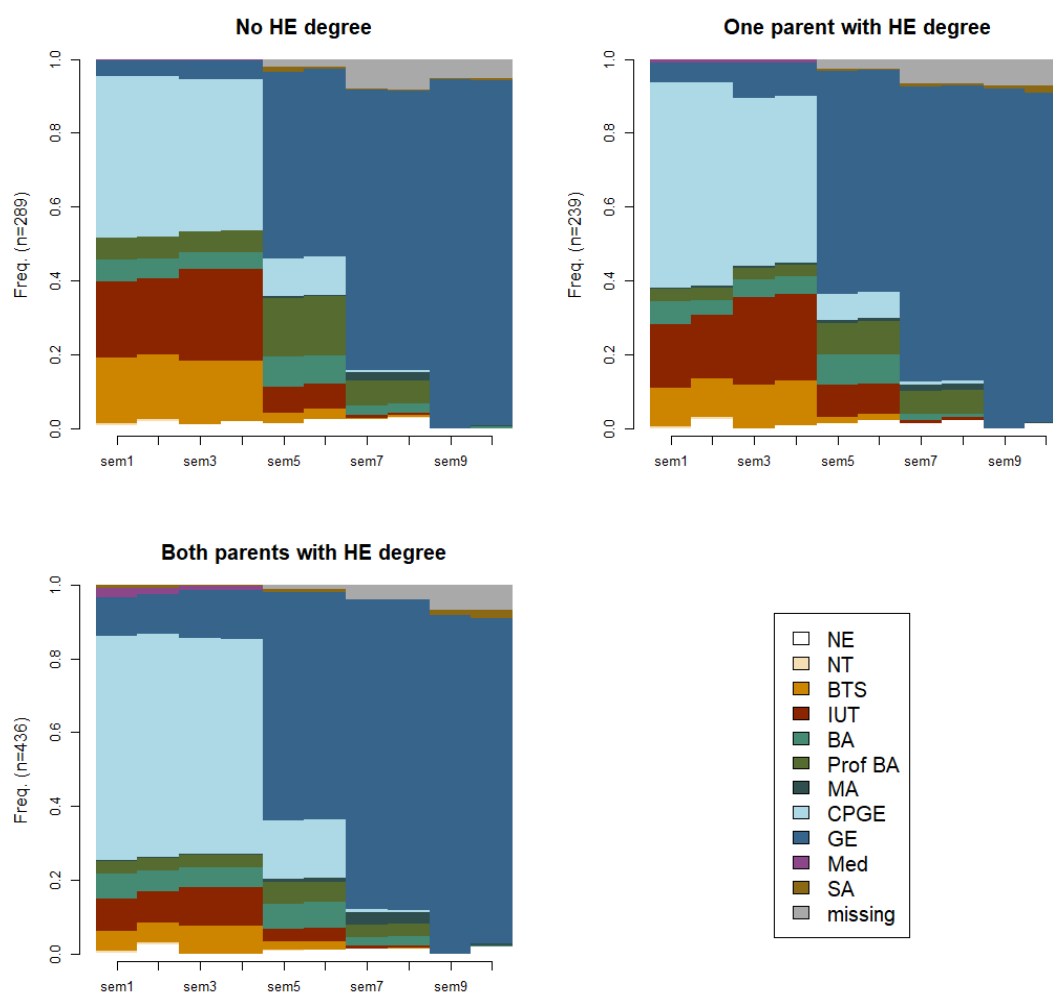 No HE degree
Freq. (n=289)
0.0 0.2 0.4 0.6 0.8 1.0
sem1 sem3 sem5 sem7 sem9
One parent with HE degree
Freq. (n=239)
0.0 0.2 0.4 0.6 0.8 1.0
sem1 sem3 sem5 sem7 sem9
Both parents with HE degree
Freq. (n=436)
0.0 0.2 0.4 0.6 0.8 1.0
sem1 sem3 sem5 sem7 sem9
NE
NT
BTS
IUT
BA
Prof BA
MA
CPGE
GE
Med
SA
missing